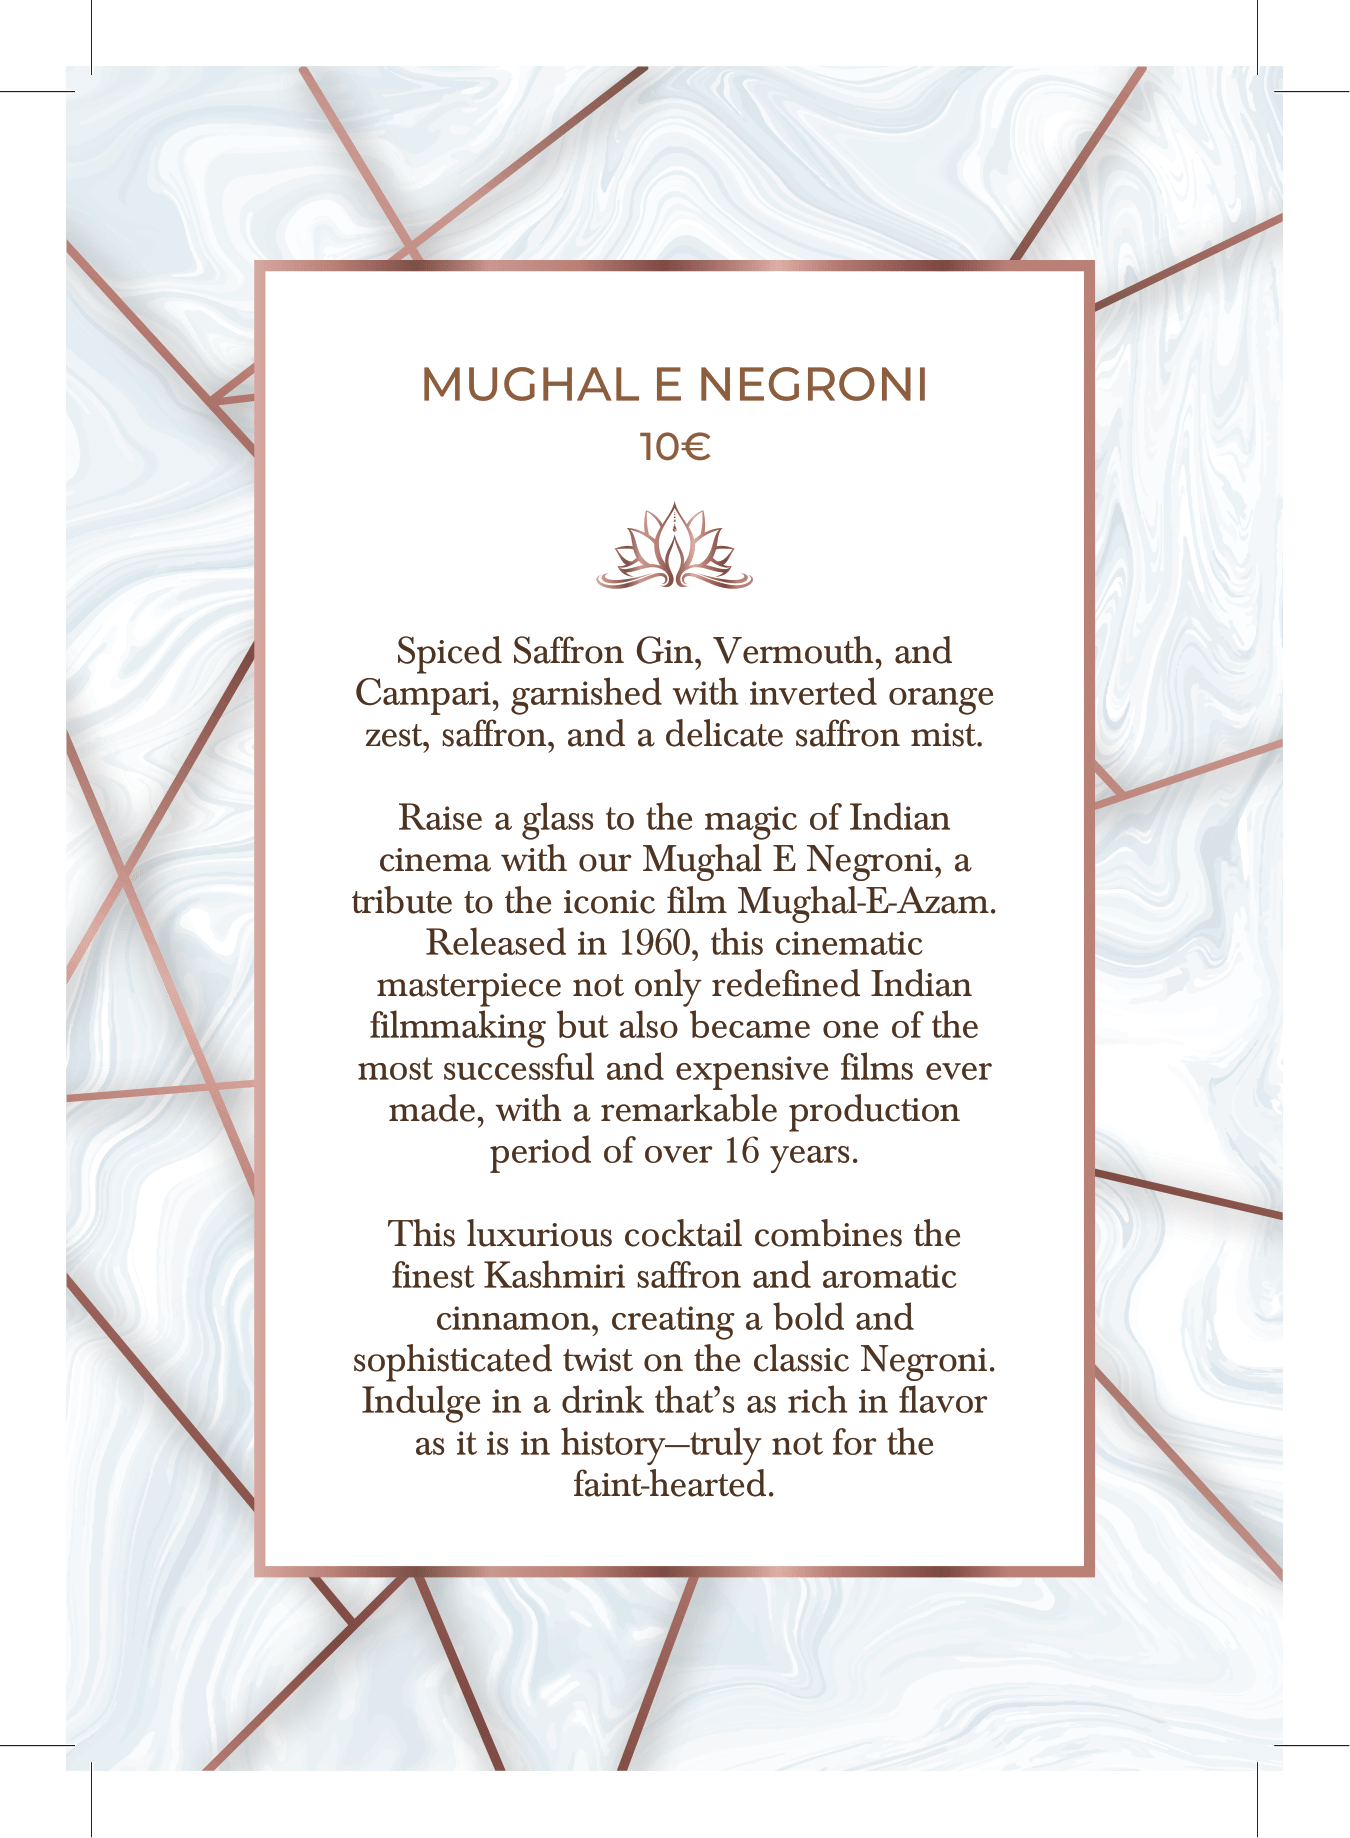 MUGHAL E NEGRONI
10€
Spiced Saffron Gin, Vermouth, and
Campari, garnished with inverted orange
zest, saffron, and a delicate saffron mist.
Raise a glass to the magic of Indian
cinema with our Mughal E Negroni, a
tribute to the iconic film Mughal-E-Azam.
Released in 1960, this cinematic
masterpiece not only redefined Indian
filmmaking but also became one of the
most successful and expensive films ever
made, with a remarkable production
period of over 16 years.
This luxurious cocktail combines the
finest Kashmiri saffron and aromatic
cinnamon, creating a bold and
sophisticated twist on the classic Negroni.
Indulge in a drink that’s as rich in flavor
as it is in history—truly not for the
faint-hearted.